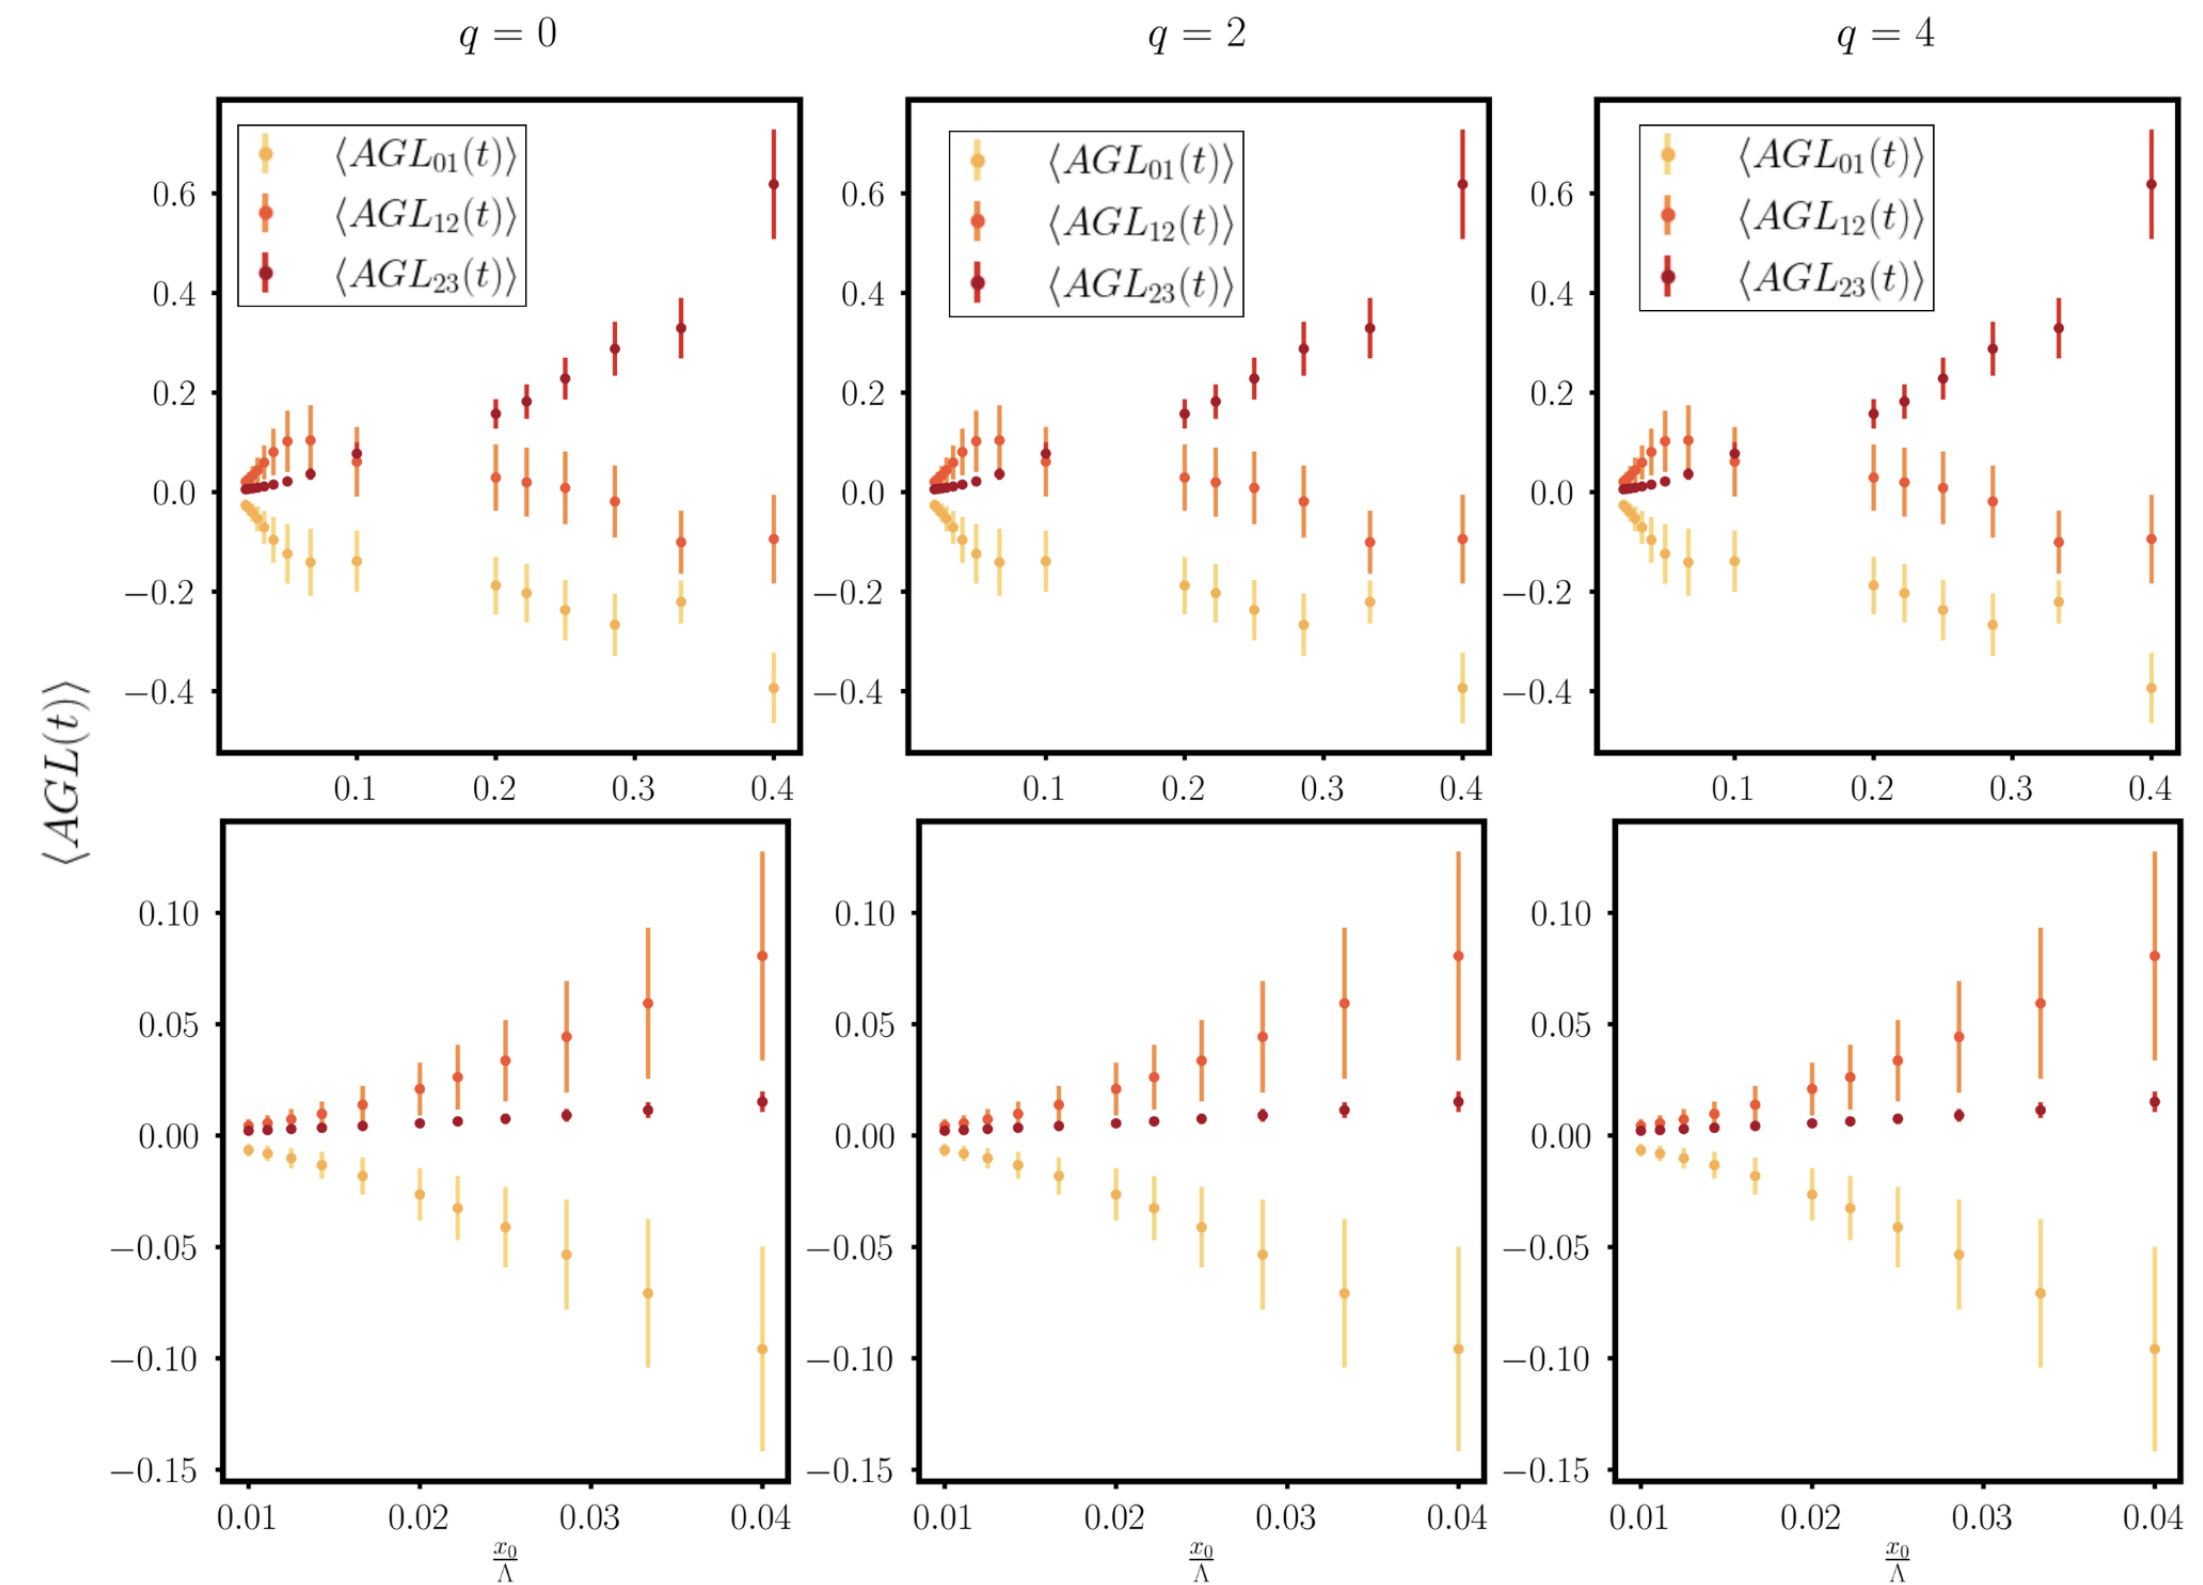 q = 0
q = 2
q = 4
⟨AGL(t)⟩
0.6
0.4
0.2
0.0
−0.2
−0.4
⟨AGL₀₁(t)⟩
⟨AGL₁₂(t)⟩
⟨AGL₂₃(t)⟩
0.1 0.2 0.3 0.4
0.6
0.4
0.2
0.0
−0.2
−0.4
⟨AGL₀₁(t)⟩
⟨AGL₁₂(t)⟩
⟨AGL₂₃(t)⟩
0.1 0.2 0.3 0.4
0.6
0.4
0.2
0.0
−0.2
−0.4
⟨AGL₀₁(t)⟩
⟨AGL₁₂(t)⟩
⟨AGL₂₃(t)⟩
0.1 0.2 0.3 0.4
0.10
0.05
0.00
−0.05
−0.10
−0.15
0.01 0.02 0.03 0.04
x₀/Λ
0.10
0.05
0.00
−0.05
−0.10
−0.15
0.01 0.02 0.03 0.04
x₀/Λ
0.10
0.05
0.00
−0.05
−0.10
−0.15
0.01 0.02 0.03 0.04
x₀/Λ